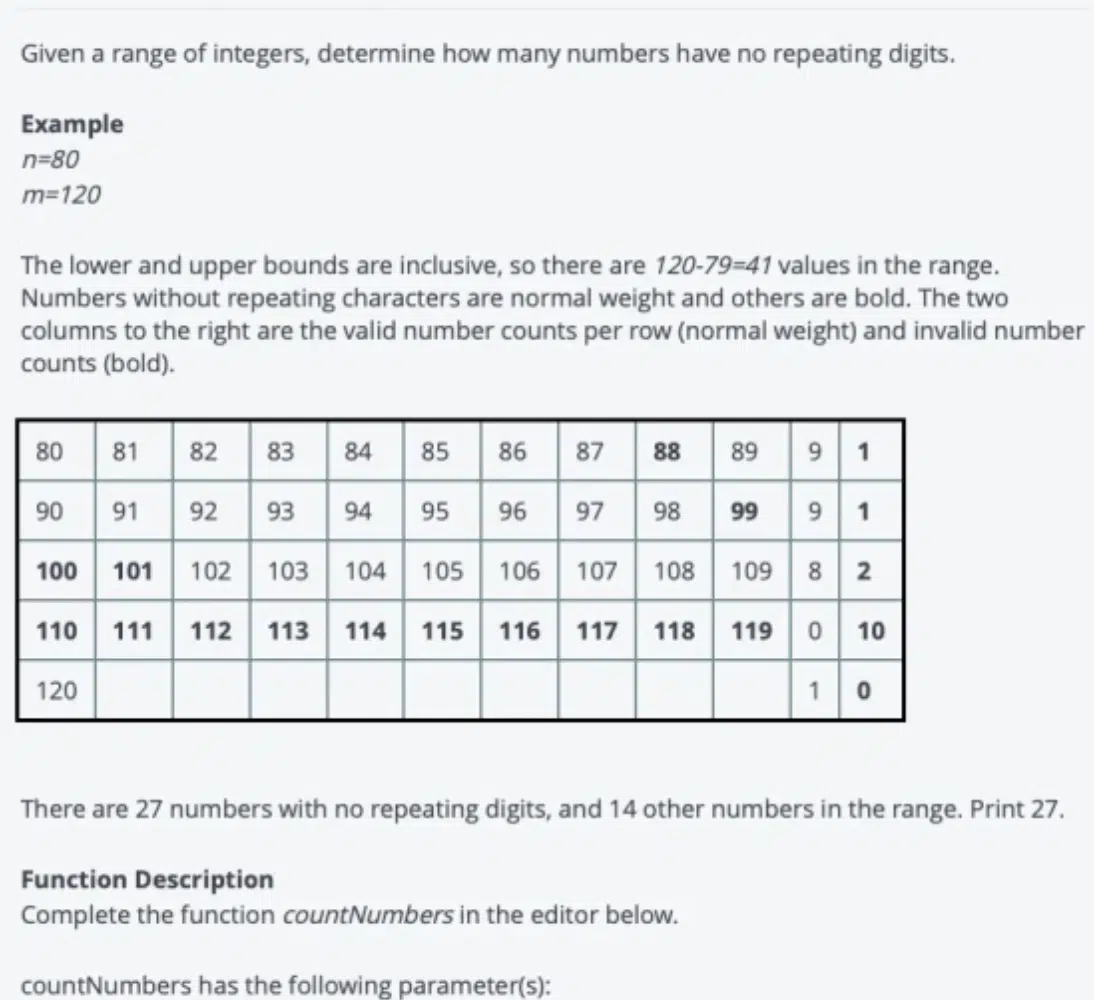 Given a range of integers, determine how many numbers have no repeating digits.
Example
n=80
m=120
The lower and upper bounds are inclusive, so there are 120-79=41 values in the range.
Numbers without repeating characters are normal weight and others are bold. The two
columns to the right are the valid number counts per row (normal weight) and invalid number
counts (bold).
80 81 82 83 84 85 86 87 88 89 9 1
90 91 92 93 94 95 96 97 98 99 9 1
100 101 102 103 104 105 106 107 108 109 8 2
110 111 112 113 114 115 116 117 118 119 0 10
120 1 0
There are 27 numbers with no repeating digits, and 14 other numbers in the range. Print 27.
Function Description
Complete the function countNumbers in the editor below.
countNumbers has the following parameter(s):